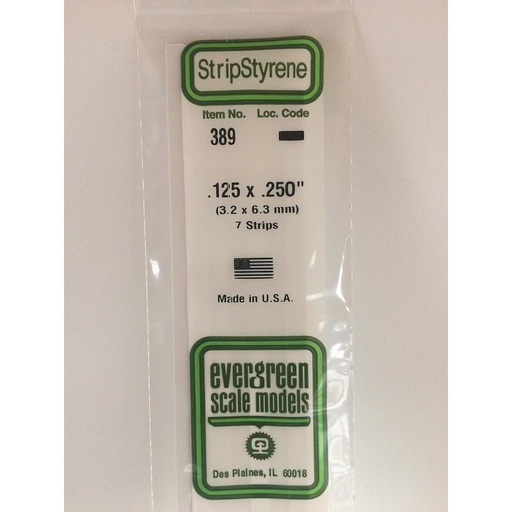 StripStyrene
Item No. Loc. Code
389
.125 x .250"
(3.2 x 6.3 mm)
7 Strips
Made in U.S.A.
evergreen
scale models
Des Plaines, IL 60018